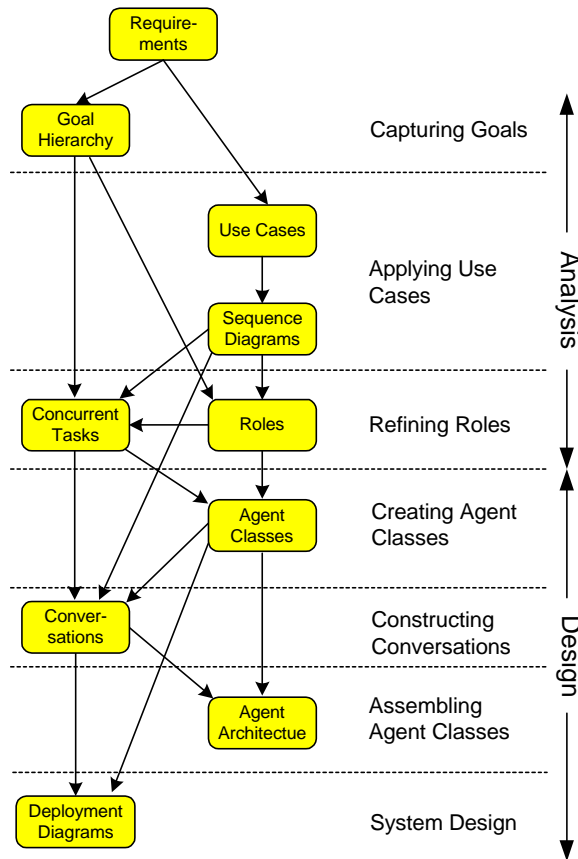 Require-
ments
Goal
Hierarchy
Capturing Goals
Use Cases
Applying Use
Cases
Sequence
Diagrams
Analysis
Concurrent
Tasks
Roles
Refining Roles
Agent
Classes
Creating Agent
Classes
Conver-
sations
Constructing
Conversations
Design
Agent
Architectue
Assembling
Agent Classes
Deployment
Diagrams
System Design